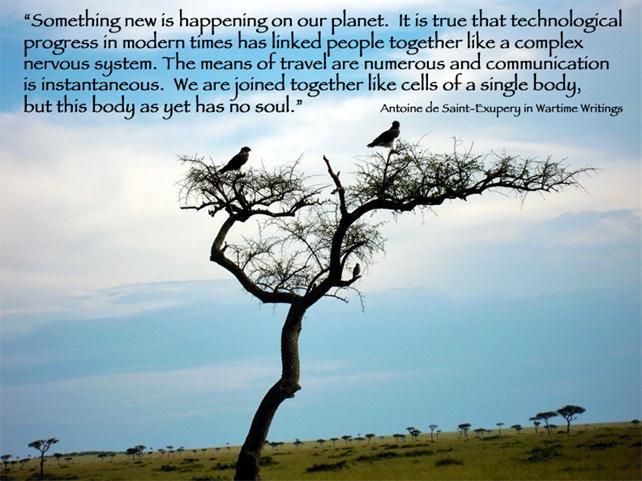 “Something new is happening on our planet. It is true that technological
progress in modern times has linked people together like a complex
nervous system. The means of travel are numerous and communication
is instantaneous. We are joined together like cells of a single body,
but this body as yet has no soul.”
Antoine de Saint-Exupery in Wartime Writings